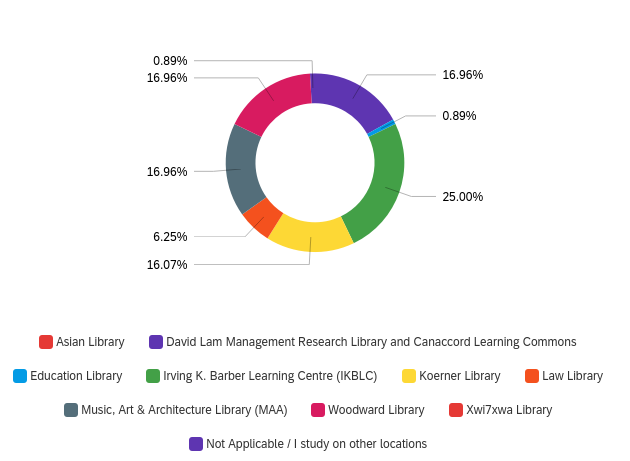 0.89%
16.96%
16.96%
0.89%
16.96%
25.00%
6.25%
16.07%
Asian Library David Lam Management Research Library and Canaccord Learning Commons
Education Library Irving K. Barber Learning Centre (IKBLC) Koerner Library Law Library
Music, Art & Architecture Library (MAA) Woodward Library Xwi7xwa Library
Not Applicable / I study on other locations